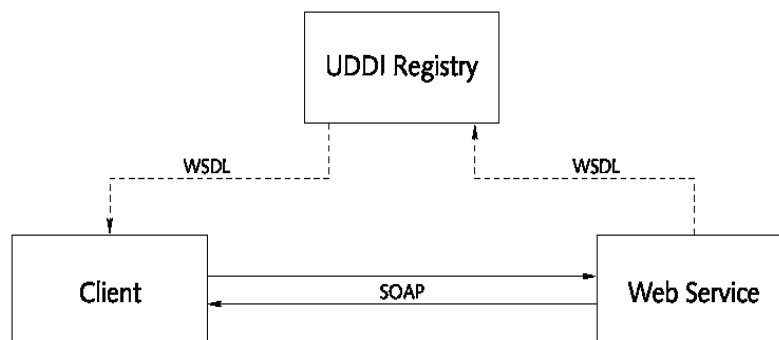 UDDI Registry
WSDL
WSDL
Client
SOAP
Web Service